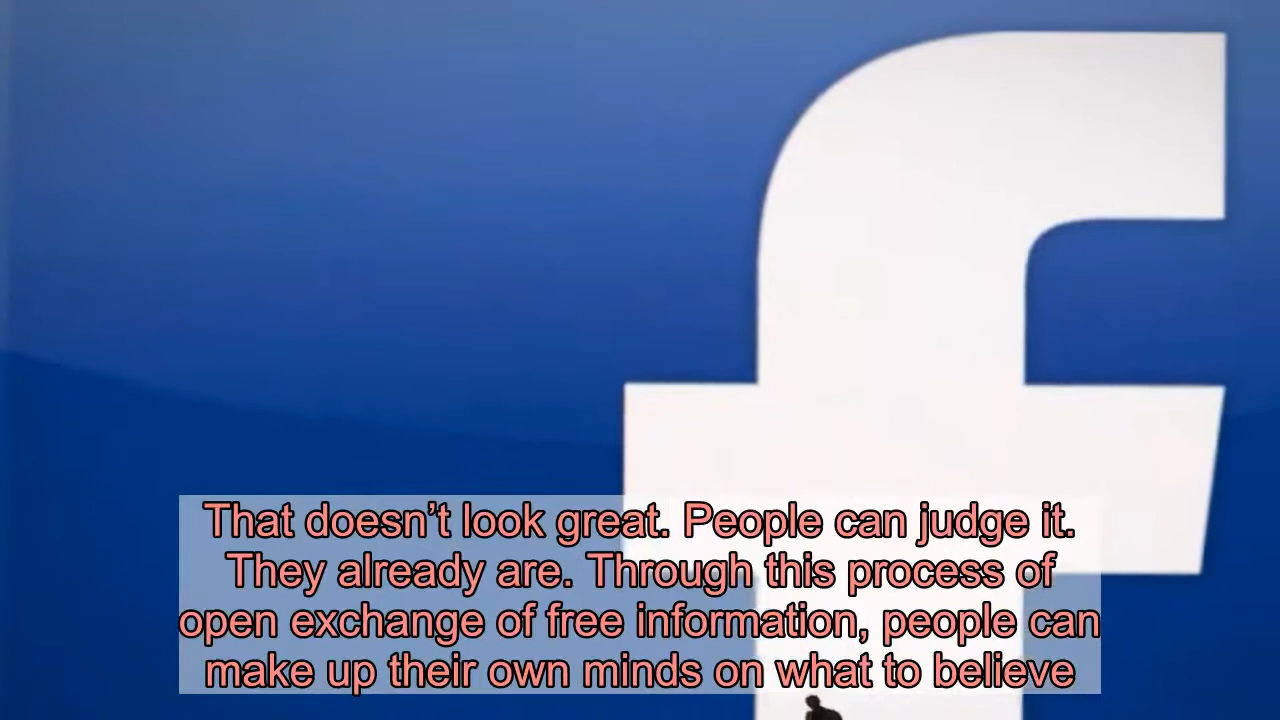 That doesn’t look great. People can judge it.
They already are. Through this process of
open exchange of free information, people can
make up their own minds on what to believe